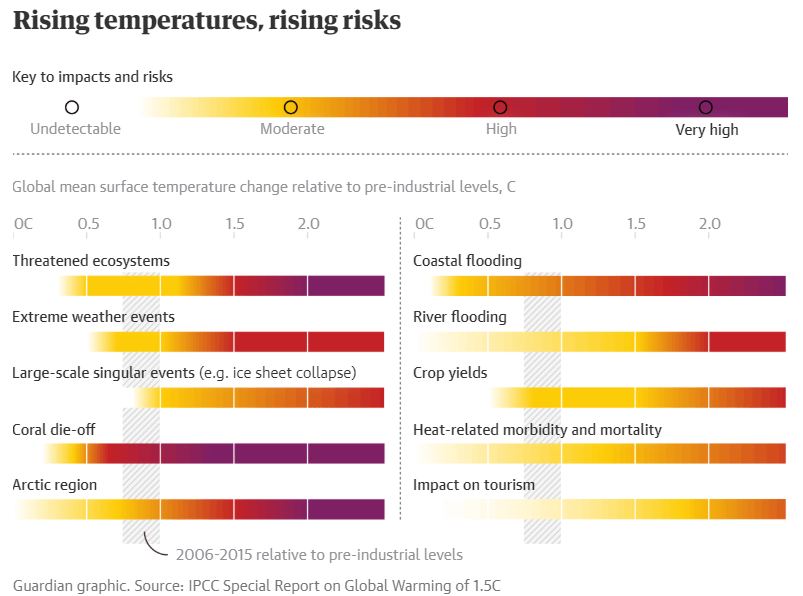 Rising temperatures, rising risks
Key to impacts and risks
Undetectable Moderate High Very high
Global mean surface temperature change relative to pre-industrial levels, C
0C 0.5 1.0 1.5 2.0
Threatened ecosystems
Extreme weather events
Large-scale singular events (e.g. ice sheet collapse)
Coral die-off
Arctic region
0C 0.5 1.0 1.5 2.0
Coastal flooding
River flooding
Crop yields
Heat-related morbidity and mortality
Impact on tourism
2006-2015 relative to pre-industrial levels
Guardian graphic. Source: IPCC Special Report on Global Warming of 1.5C